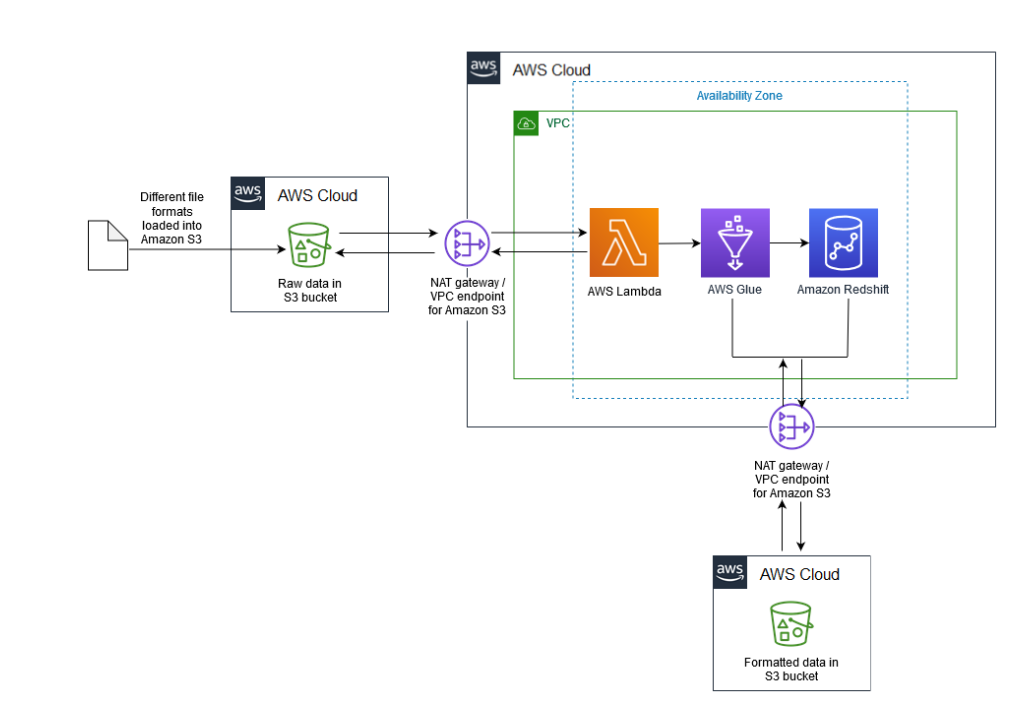 aws
AWS Cloud
Availability Zone
VPC
Different file
formats
loaded into
Amazon S3
aws
AWS Cloud
Raw data in
S3 bucket
NAT gateway /
VPC endpoint
for Amazon S3
AWS Lambda
AWS Glue
Amazon Redshift
NAT gateway /
VPC endpoint
for Amazon S3
aws
AWS Cloud
Formatted data in
S3 bucket